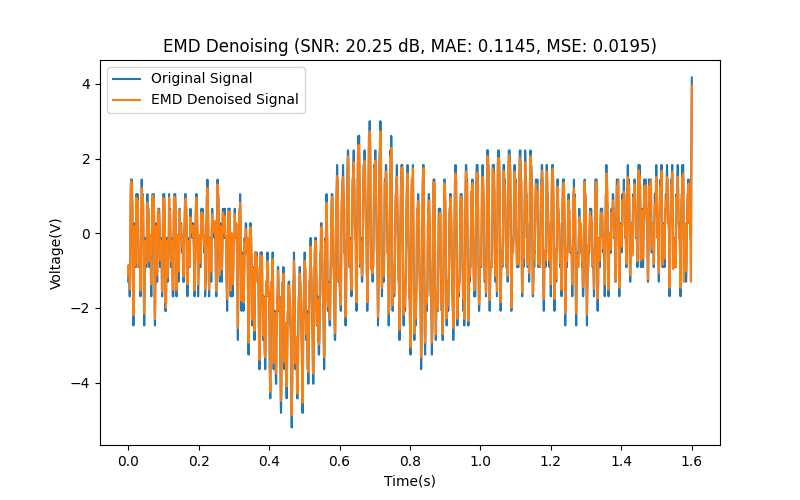 EMD Denoising (SNR: 20.25 dB, MAE: 0.1145, MSE: 0.0195)
Original Signal
EMD Denoised Signal
4
2
0
−2
−4
Voltage(V)
0.0 0.2 0.4 0.6 0.8 1.0 1.2 1.4 1.6
Time(s)